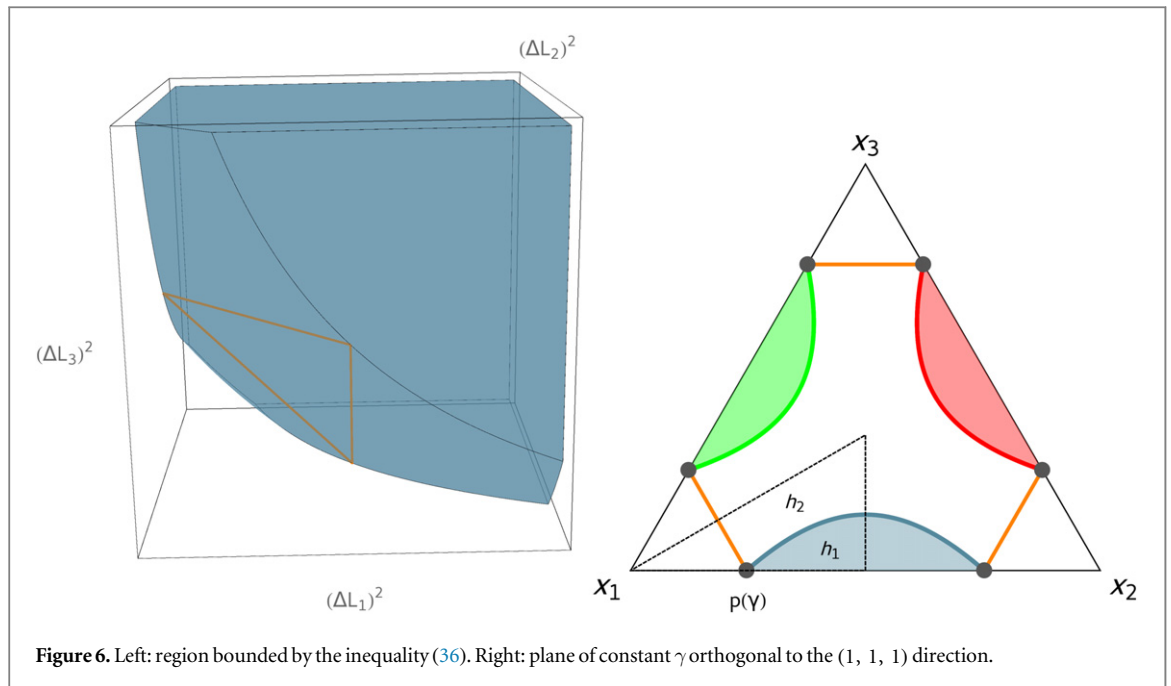 (ΔL₂)²
(ΔL₃)²
(ΔL₁)²
x₃
h₂
h₁
x₁
x₂
p(γ)
Figure 6. Left: region bounded by the inequality (36). Right: plane of constant γ orthogonal to the (1, 1, 1) direction.